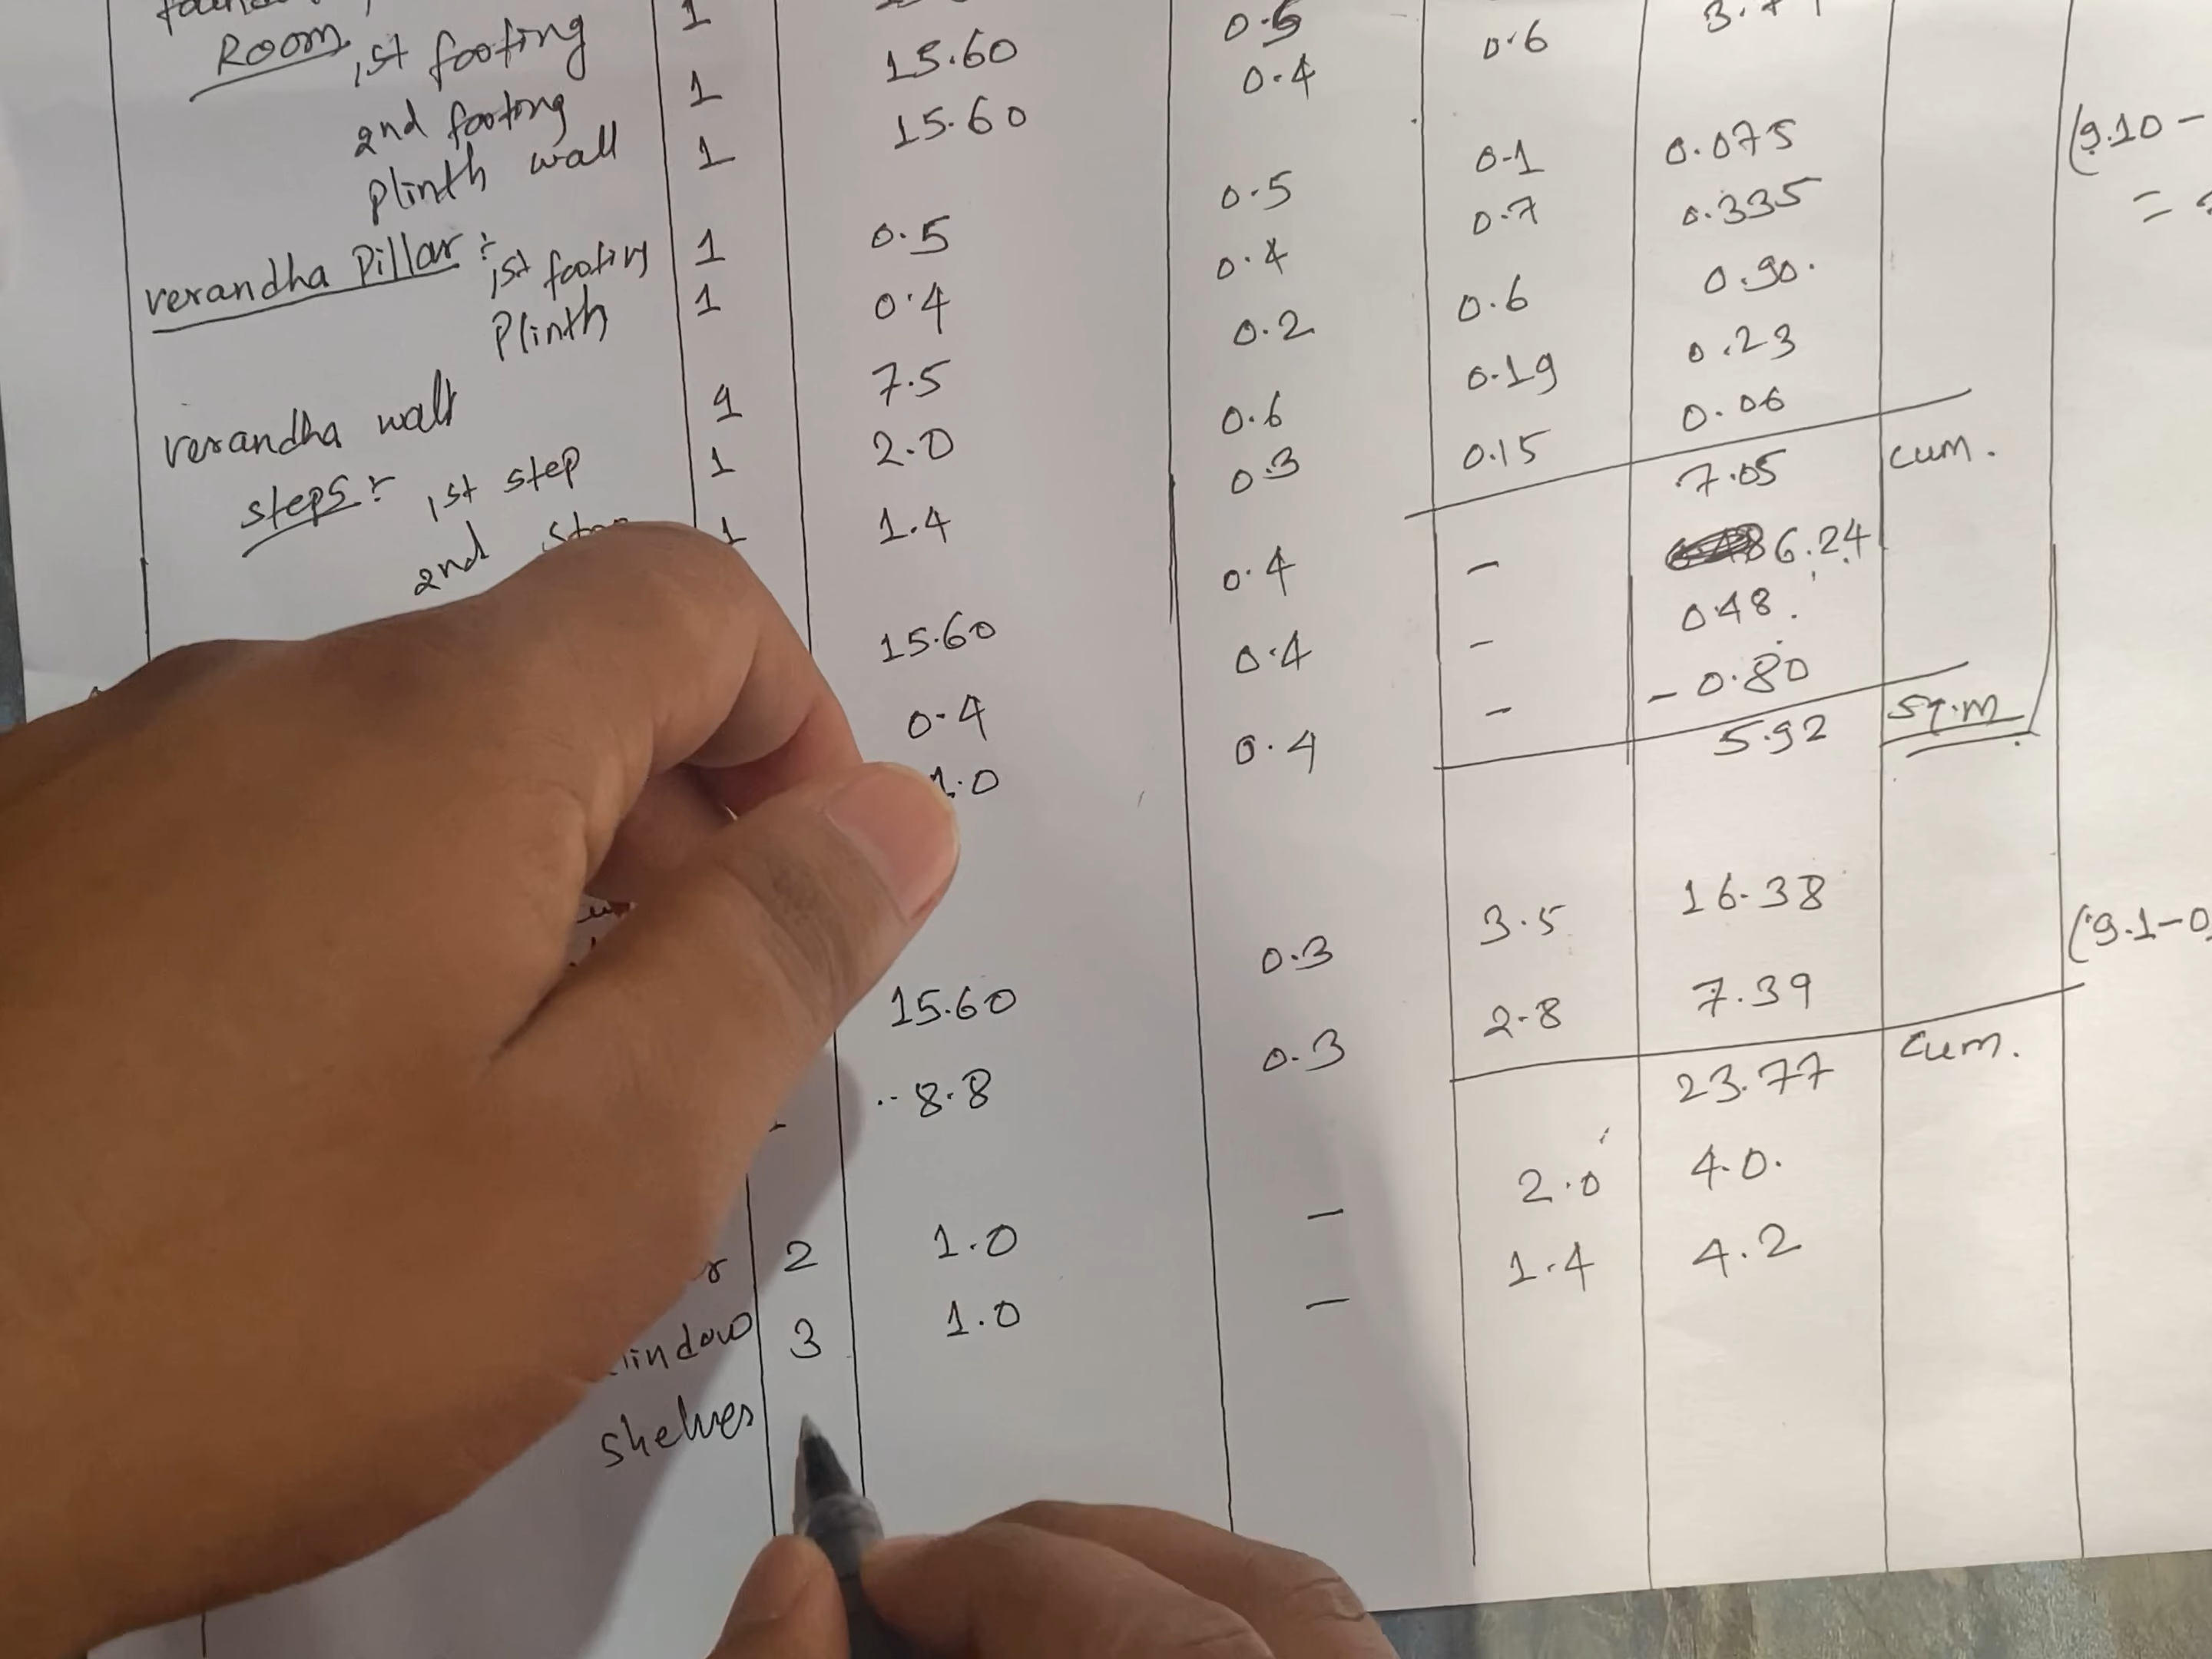 Room 1st footing 1 15.60 0.5 0.6
2nd footing 1 15.60 0.4
Plinth wall 1
verandha Pillar :- 1st footing 1 0.5 0.5 0.1 0.075
Plinth 1 0.4 0.4 0.7 0.335
verandha wall 1 7.5 0.2 0.6 0.90.
steps :- 1st step 1 2.0 0.6 0.19 0.23
2nd 1 1.4 0.3 0.15 0.06
7.05 cum.
15.60 0.4 - 6.24
0.4 0.4 - 0.48.
1.0 0.4 - - 0.80
5.92 sq.m
15.60 0.3 3.5 16.38
8.8 0.3 2.8 7.39
23.77 cum.
2 1.0 - 2.0 4.0.
3 1.0 - 1.4 4.2
shelves
(9.10 -
=
(9.1-0